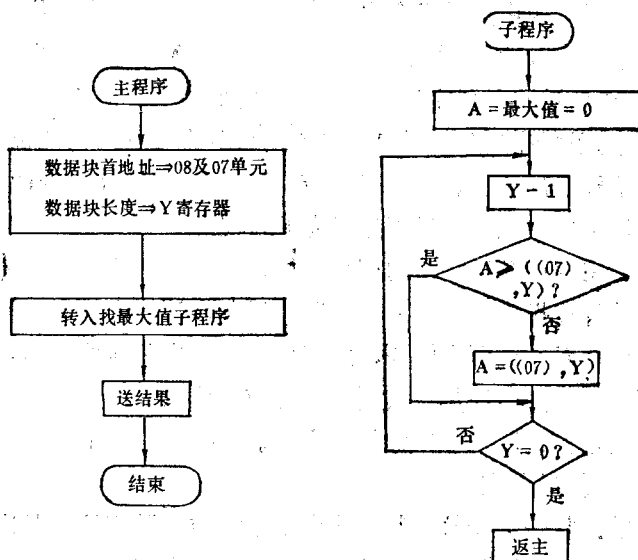 主程序
数据块首地址⇒08及07单元
数据块长度⇒Y寄存器
转入找最大值子程序
送结果
结束
子程序
A=最大值=0
Y-1
A≥((07)
,Y)?
是
否
A=((07),Y)
否
Y=0?
是
返主